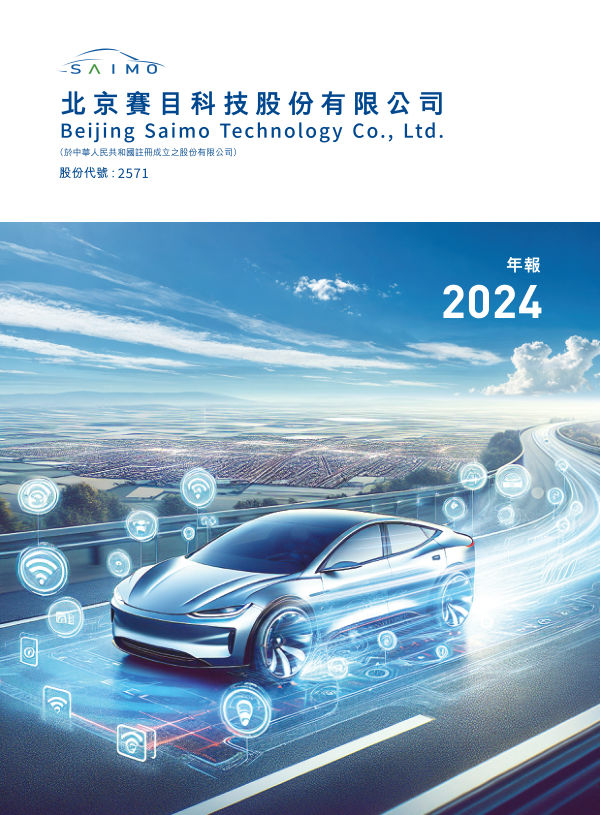 SAIMO
北京賽目科技股份有限公司
Beijing Saimo Technology Co., Ltd.
（於中華人民共和國註冊成立之股份有限公司）
股份代號 : 2571
年報
2024